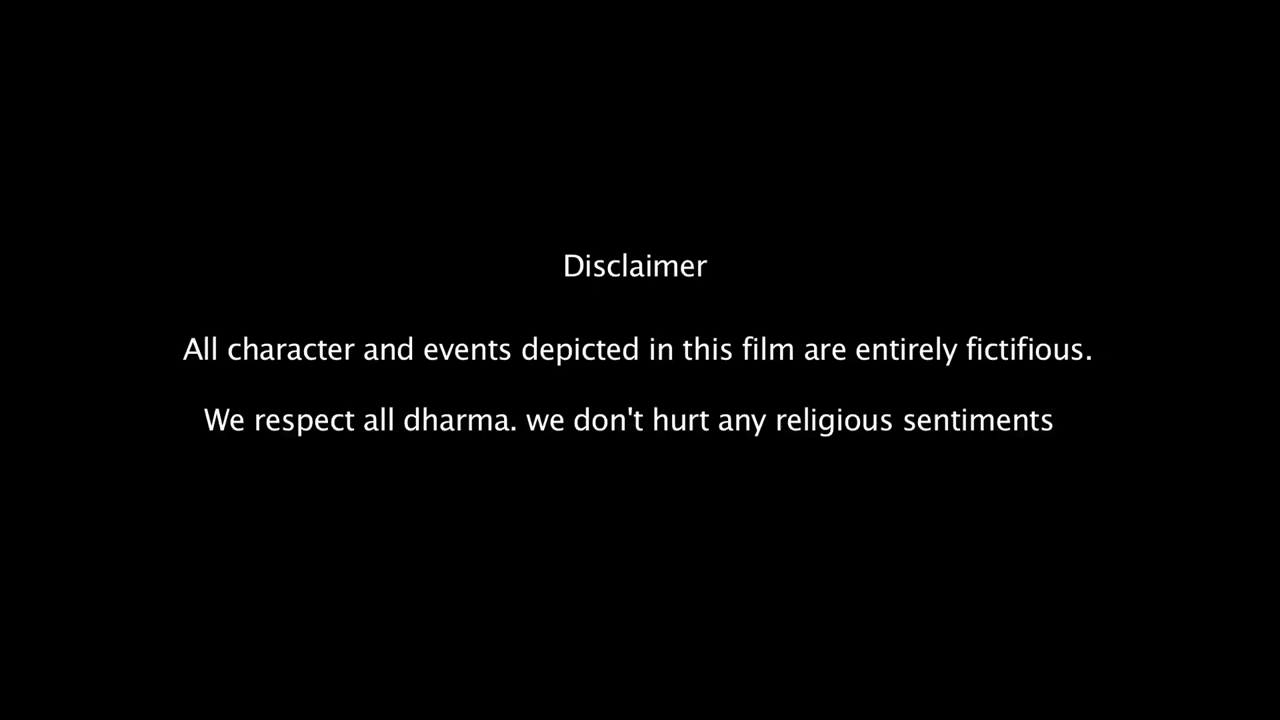 Disclaimer
All character and events depicted in this film are entirely fictifious.
We respect all dharma. we don't hurt any religious sentiments